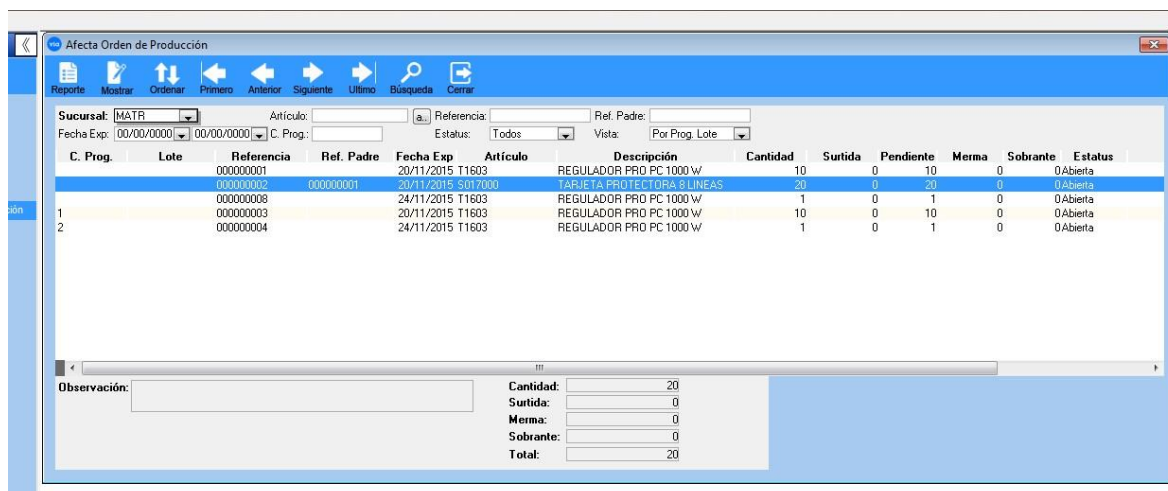 Afecta Orden de Producción
Reporte Mostrar Ordenar Primero Anterior Siguiente Ultimo Búsqueda Cerrar
Sucursal: MATR Artículo: a.. Referencia: Ref. Padre:
Fecha Exp: 00/00/0000 00/00/0000 C. Prog.: Estatus: Todos Vista: Por Prog. Lote
C. Prog. Lote Referencia Ref. Padre Fecha Exp Artículo Descripción Cantidad Surtida Pendiente Merma Sobrante Estatus
000000001 20/11/2015 T1603 REGULADOR PRO PC 1000 W 10 0 10 0 0 Abierta
000000002 000000001 20/11/2015 S017000 TARJETA PROTECTORA 8 LINEAS 20 0 20 0 0 Abierta
000000008 24/11/2015 T1603 REGULADOR PRO PC 1000 W 1 0 1 0 0 Abierta
1 000000003 20/11/2015 T1603 REGULADOR PRO PC 1000 W 10 0 10 0 0 Abierta
2 000000004 24/11/2015 T1603 REGULADOR PRO PC 1000 W 1 0 1 0 0 Abierta
ción
Observación: Cantidad: 20
Surtida: 0
Merma: 0
Sobrante: 0
Total: 20